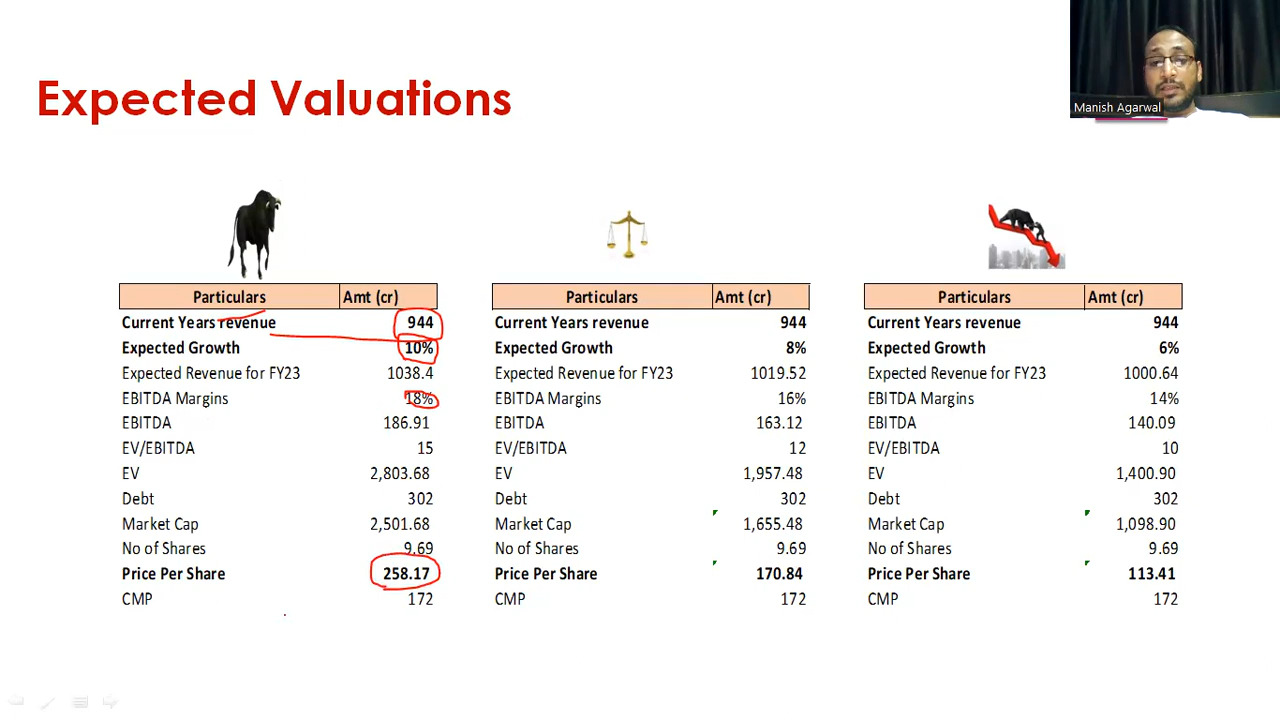 Manish Agarwal
Expected Valuations
Particulars Amt (cr)
Current Years revenue 944
Expected Growth 10%
Expected Revenue for FY23 1038.4
EBITDA Margins 18%
EBITDA 186.91
EV/EBITDA 15
EV 2,803.68
Debt 302
Market Cap 2,501.68
No of Shares 9.69
Price Per Share 258.17
CMP 172
Particulars Amt (cr)
Current Years revenue 944
Expected Growth 8%
Expected Revenue for FY23 1019.52
EBITDA Margins 16%
EBITDA 163.12
EV/EBITDA 12
EV 1,957.48
Debt 302
Market Cap 1,655.48
No of Shares 9.69
Price Per Share 170.84
CMP 172
Particulars Amt (cr)
Current Years revenue 944
Expected Growth 6%
Expected Revenue for FY23 1000.64
EBITDA Margins 14%
EBITDA 140.09
EV/EBITDA 10
EV 1,400.90
Debt 302
Market Cap 1,098.90
No of Shares 9.69
Price Per Share 113.41
CMP 172